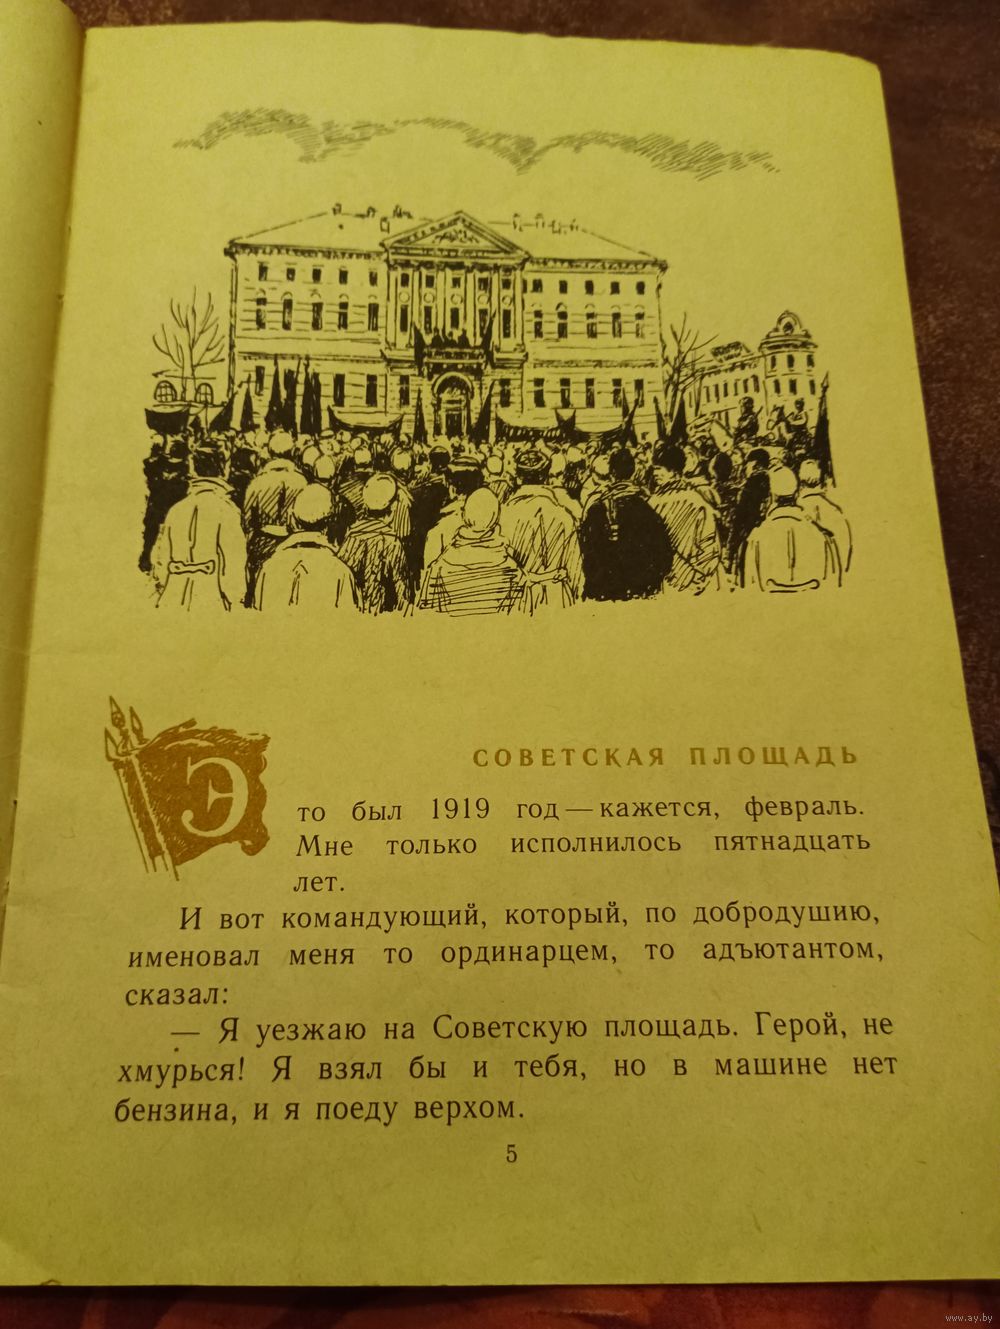 СОВЕТСКАЯ ПЛОЩАДЬ
Это был 1919 год — кажется, февраль.
Мне только исполнилось пятнадцать
лет.
И вот командующий, который, по добродушию,
именовал меня то ординарцем, то адъютантом,
сказал:
— Я уезжаю на Советскую площадь. Герой, не
хмурься! Я взял бы и тебя, но в машине нет
бензина, и я поеду верхом.
5
www.ay.by